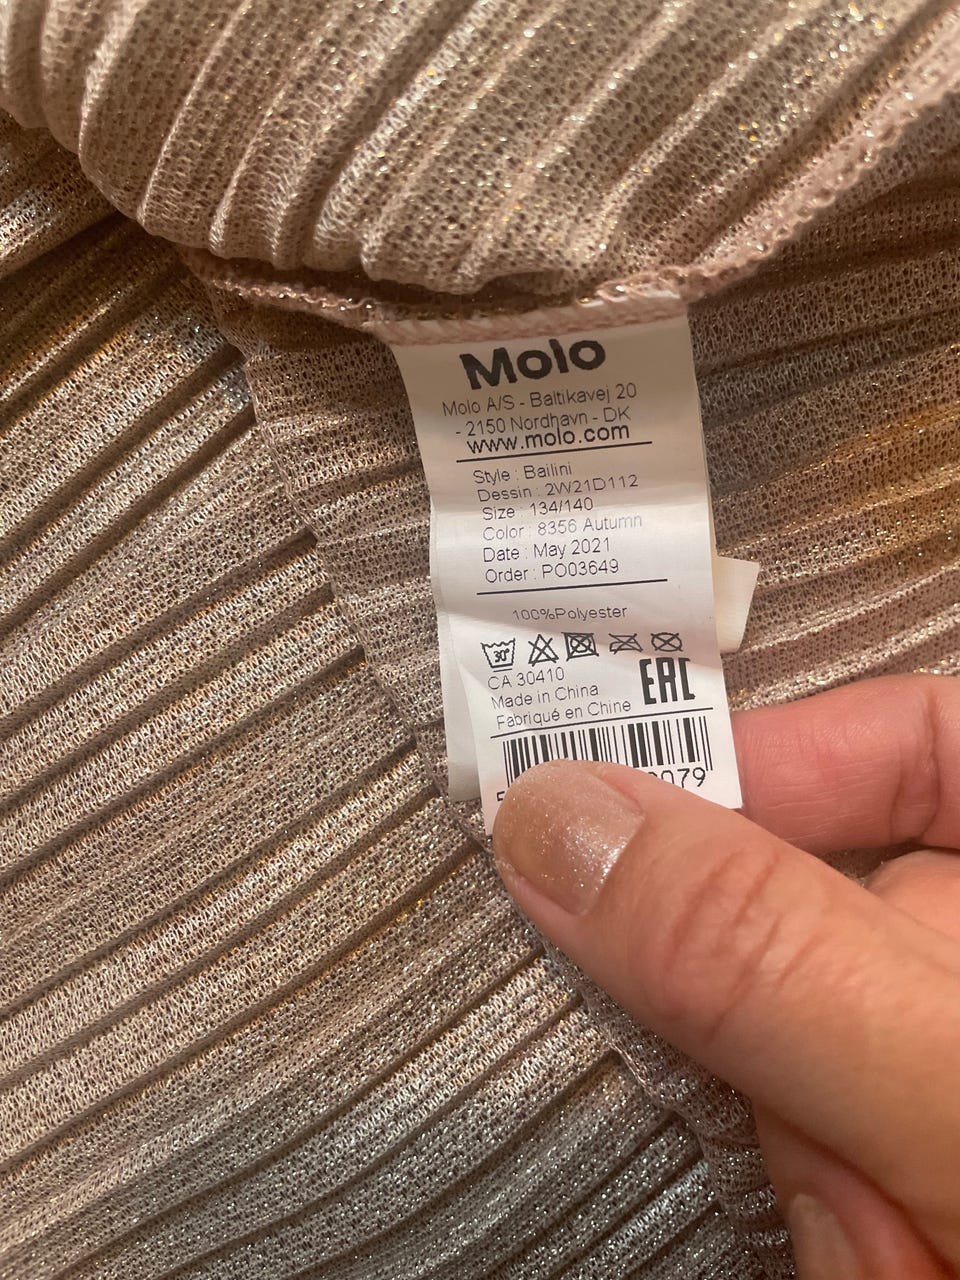 Molo
Molo A/S - Baltikavej 20
- 2150 Nordhavn - DK
www.molo.com
Style : Bailini
Dessin : 2W21D112
Size : 134/140
Color : 8356 Autumn
Date : May 2021
Order : PO03649
100%Polyester
30°
CA 30410
Made in China
Fabriqué en Chine
EAC
5